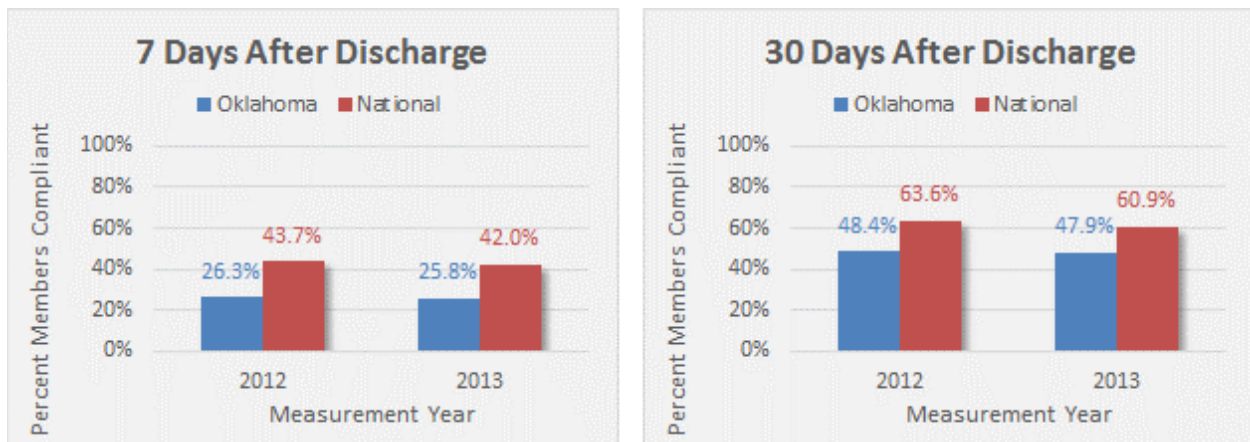 7 Days After Discharge
Oklahoma National
Percent Members Compliant
100%
80%
60%
40%
20%
0%
26.3%
43.7%
25.8%
42.0%
2012 2013
Measurement Year
30 Days After Discharge
Oklahoma National
Percent Members Compliant
100%
80%
60%
40%
20%
0%
48.4%
63.6%
47.9%
60.9%
2012 2013
Measurement Year